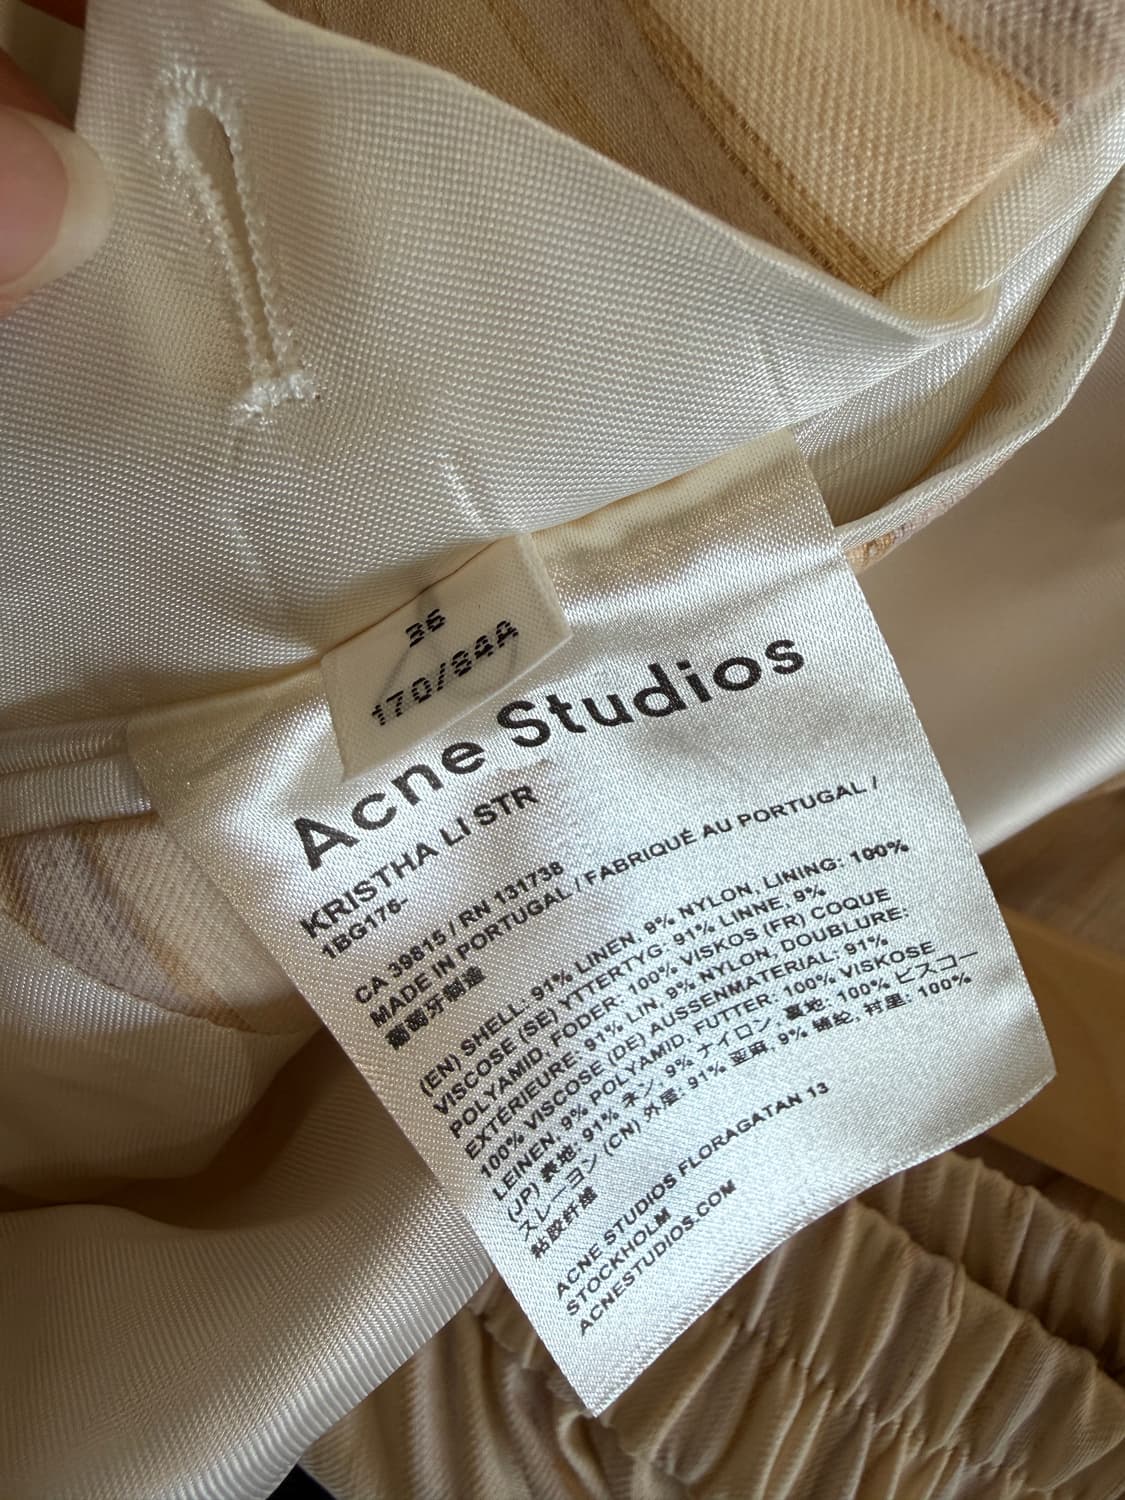 36
170/84A
Acne Studios
KRISTHA LI STR
1BG176-
CA 39815 / RN 131738
MADE IN PORTUGAL / FABRIQUÉ AU PORTUGAL /
葡萄牙制造
(EN) SHELL: 91% LINEN, 9% NYLON, LINING: 100%
VISCOSE (SE) YTTERTYG: 91% LINNE, 9%
POLYAMID, FODER: 100% VISKOS (FR) COQUE
EXTÉRIEURE: 91% LIN, 9% NYLON, DOUBLURE:
100% VISCOSE (DE) AUSSENMATERIAL: 91%
LEINEN, 9% POLYAMID, FUTTER: 100% VISKOSE
(JP) 表地: 91% ネン, 9% ナイロン, 裏地: 100% ビスコー
スレーヨン (CN) 外层: 91% 亚麻, 9% 锦纶, 衬里: 100%
粘胶纤维
ACNE STUDIOS FLORAGATAN 13
STOCKHOLM
ACNESTUDIOS.COM